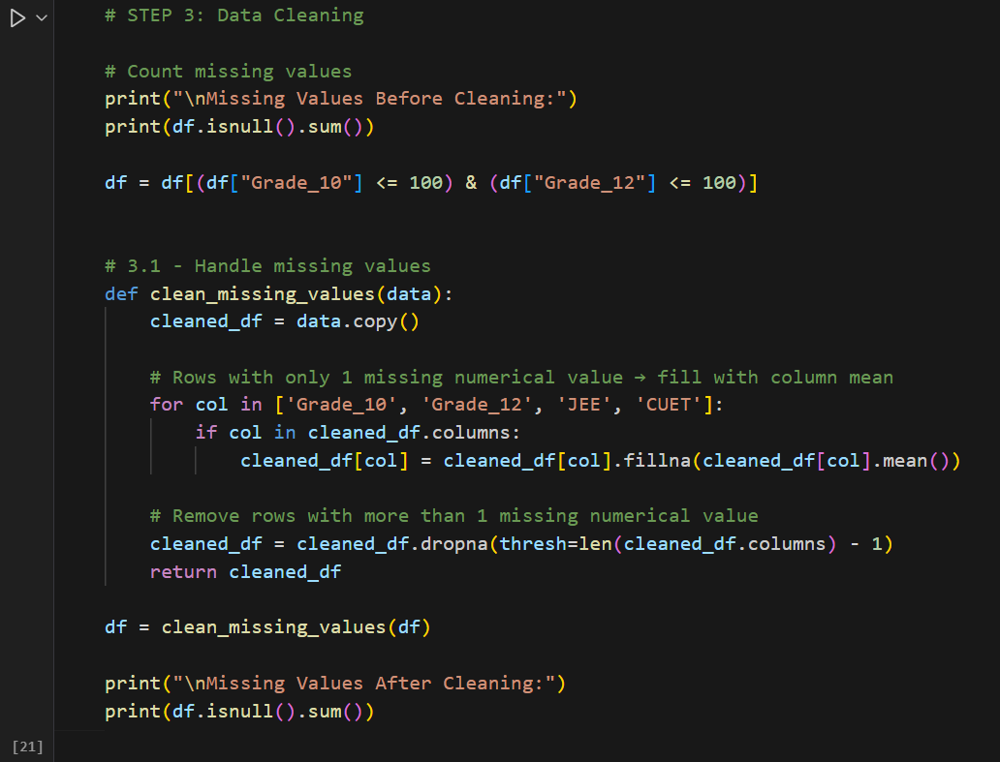 # STEP 3: Data Cleaning
# Count missing values
print("\nMissing Values Before Cleaning:")
print(df.isnull().sum())
df = df[(df["Grade_10"] <= 100) & (df["Grade_12"] <= 100)]
# 3.1 - Handle missing values
def clean_missing_values(data):
    cleaned_df = data.copy()
    # Rows with only 1 missing numerical value → fill with column mean
    for col in ['Grade_10', 'Grade_12', 'JEE', 'CUET']:
        if col in cleaned_df.columns:
            cleaned_df[col] = cleaned_df[col].fillna(cleaned_df[col].mean())
    # Remove rows with more than 1 missing numerical value
    cleaned_df = cleaned_df.dropna(thresh=len(cleaned_df.columns) - 1)
    return cleaned_df
df = clean_missing_values(df)
print("\nMissing Values After Cleaning:")
print(df.isnull().sum())
[21]